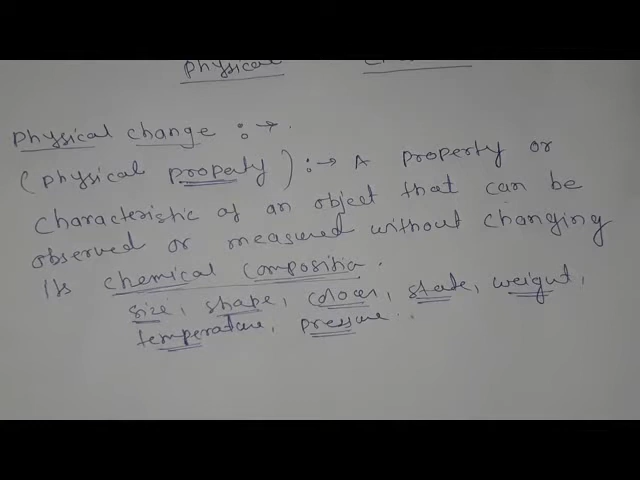 Physical
Physical change :→.
(Physical property) :→ A property or
characteristic of an object that can be
observed or measured without changing
its chemical composition.
size, shape, colour, state, weight,
temperature, pressure.